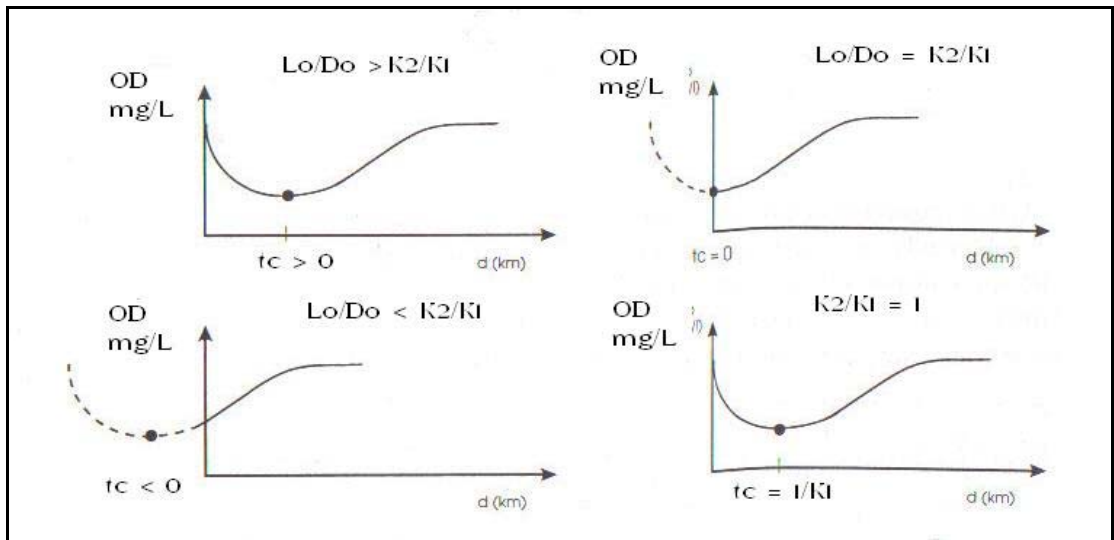 OD
mg/L
Lo/Do > K2/K1
tc > 0
d (km)
OD
mg/L
Lo/Do = K2/K1
tc = 0
d (km)
OD
mg/L
Lo/Do < K2/K1
tc < 0
d (km)
OD
mg/L
K2/K1 = 1
tc = 1/K1
d (km)